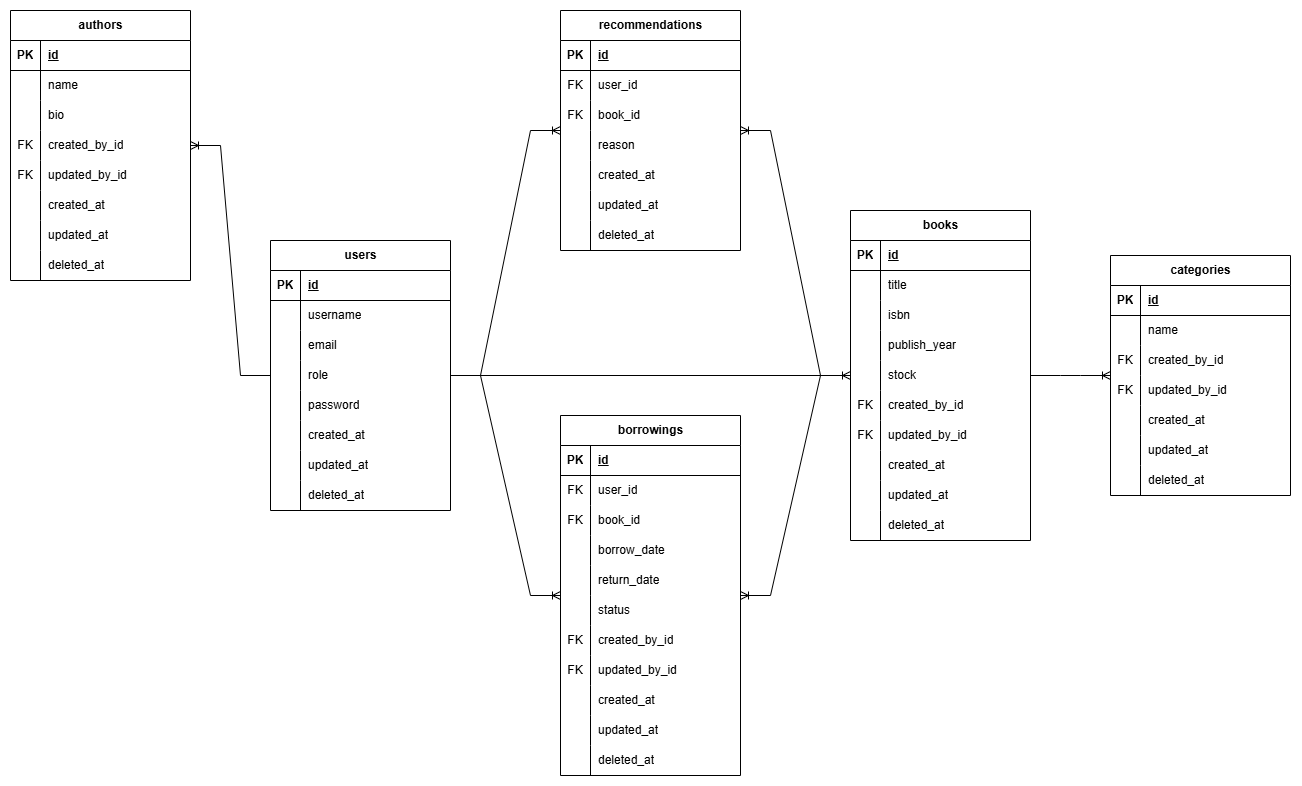 authors
PK id
name
bio
FK created_by_id
FK updated_by_id
created_at
updated_at
deleted_at
recommendations
PK id
FK user_id
FK book_id
reason
created_at
updated_at
deleted_at
users
PK id
username
email
role
password
created_at
updated_at
deleted_at
borrowings
PK id
FK user_id
FK book_id
borrow_date
return_date
status
FK created_by_id
FK updated_by_id
created_at
updated_at
deleted_at
books
PK id
title
isbn
publish_year
stock
FK created_by_id
FK updated_by_id
created_at
updated_at
deleted_at
categories
PK id
name
FK created_by_id
FK updated_by_id
created_at
updated_at
deleted_at